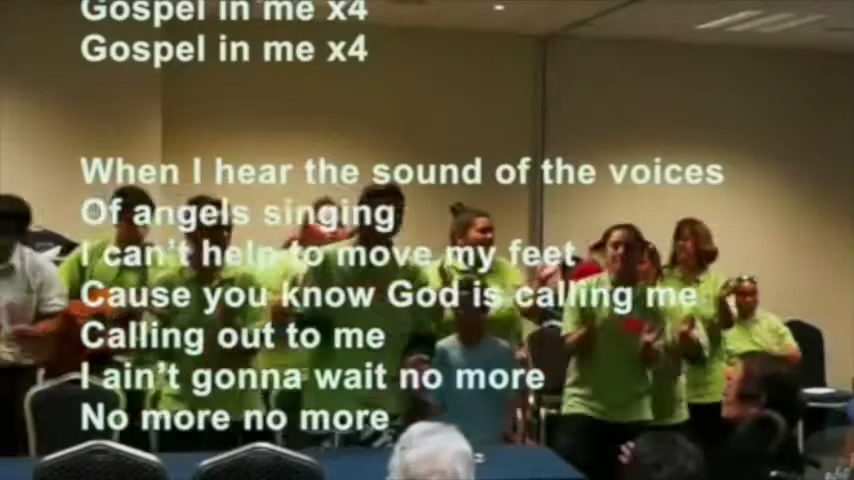 Gospel in me x4
Gospel in me x4
When I hear the sound of the voices
Of angels singing
I can't help to move my feet
Cause you know God is calling me
Calling out to me
I ain't gonna wait no more
No more no more